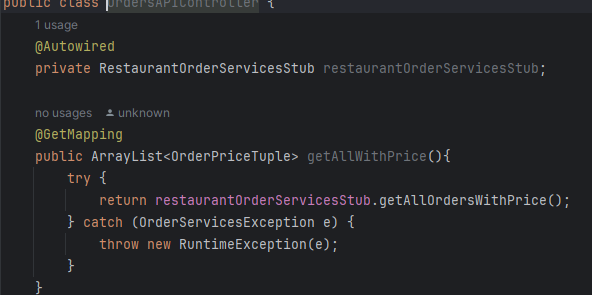 public class OrdersAPIController {
1 usage
@Autowired
private RestaurantOrderServicesStub restaurantOrderServicesStub;
no usages unknown
@GetMapping
public ArrayList<OrderPriceTuple> getAllWithPrice(){
try {
return restaurantOrderServicesStub.getAllOrdersWithPrice();
} catch (OrderServicesException e) {
throw new RuntimeException(e);
}
}